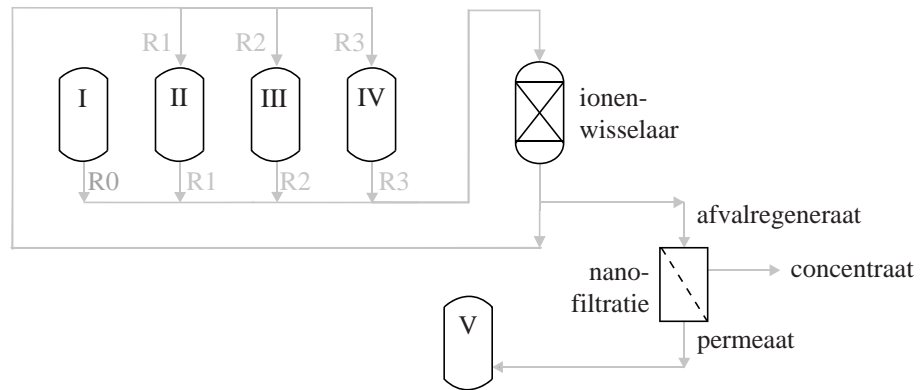 R1
R2
R3
I
II
III
IV
ionen-
wisselaar
R0
R1
R2
R3
afvalregeneraat
nano-
filtratie
concentraat
V
permeaat